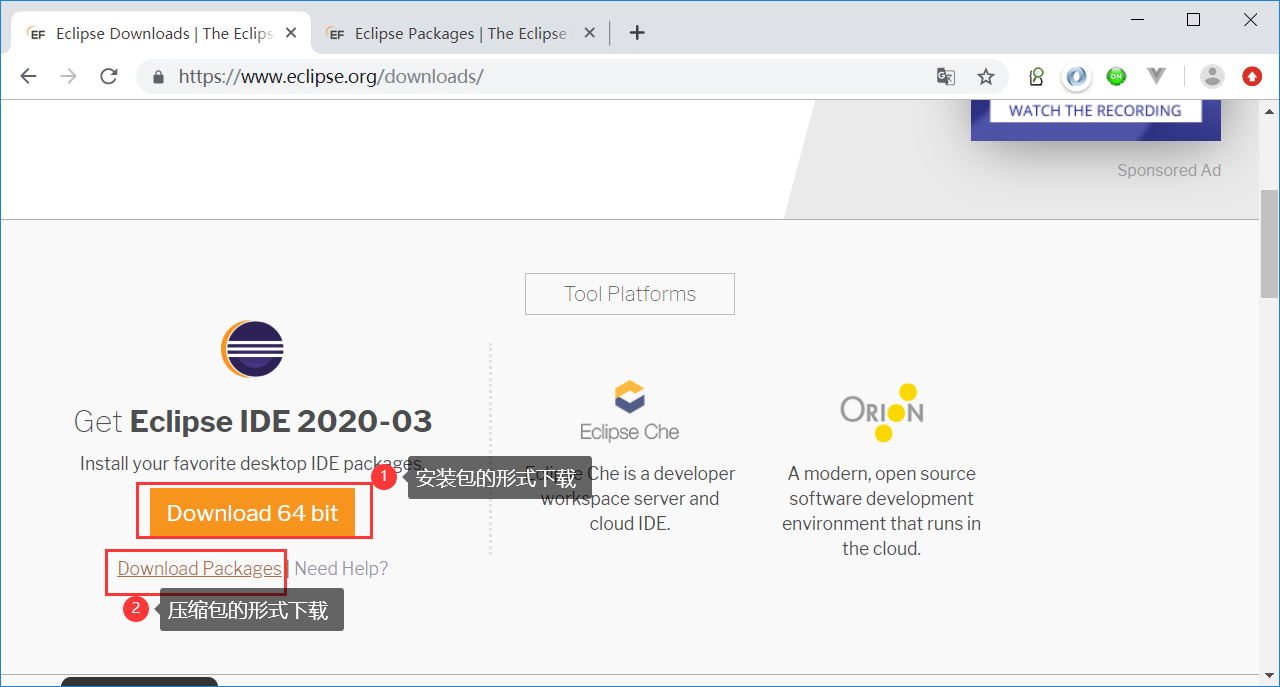 Eclipse Downloads | The Eclips
Eclipse Packages | The Eclipse
https://www.eclipse.org/downloads/
ON
WATCH THE RECORDING
Sponsored Ad
Tool Platforms
Get Eclipse IDE 2020-03
Install your favorite desktop IDE packages.
1 安装包的形式下载
Download 64 bit
Download Packages | Need Help?
2 压缩包的形式下载
Eclipse Che
Eclipse Che is a developer
workspace server and
cloud IDE.
ORION
A modern, open source
software development
environment that runs in
the cloud.